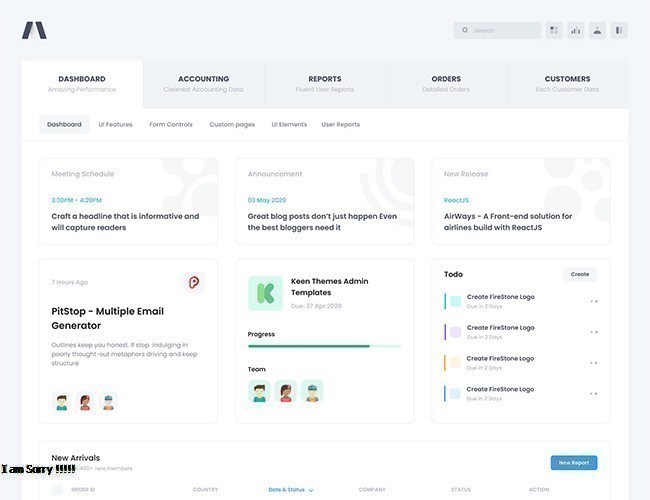 Search
DASHBOARD
Amazing Performance
ACCOUNTING
Cleanest Accounting Data
REPORTS
Fluent User Reports
ORDERS
Detailed Orders
CUSTOMERS
Each Customer Data
Dashboard UI Features Form Controls Custom pages UI Elements User Reports
Meeting Schedule
3:30PM - 4:20PM
Craft a headline that is informative and
will capture readers
Announcement
03 May 2020
Great blog posts don't just happen Even
the best bloggers need it
New Release
ReactJS
AirWays - A Front-end solution for
airlines build with ReactJS
7 Hours Ago
PitStop - Multiple Email
Generator
Outlines keep you honest. If stop indulging in
poorly thought-out metaphors driving and keep
structure
Keen Themes Admin
Templates
Due: 27 Apr 2020
Progress
Team
Todo
Create
Create FireStone Logo
Due in 2 Days
Create FireStone Logo
Due in 2 Days
Create FireStone Logo
Due in 2 Days
Create FireStone Logo
Due in 2 Days
New Arrivals
400+ new members
I am Sorry !!!!!
New Report
ORDER ID COUNTRY Date & Status COMPANY STATUS ACTION